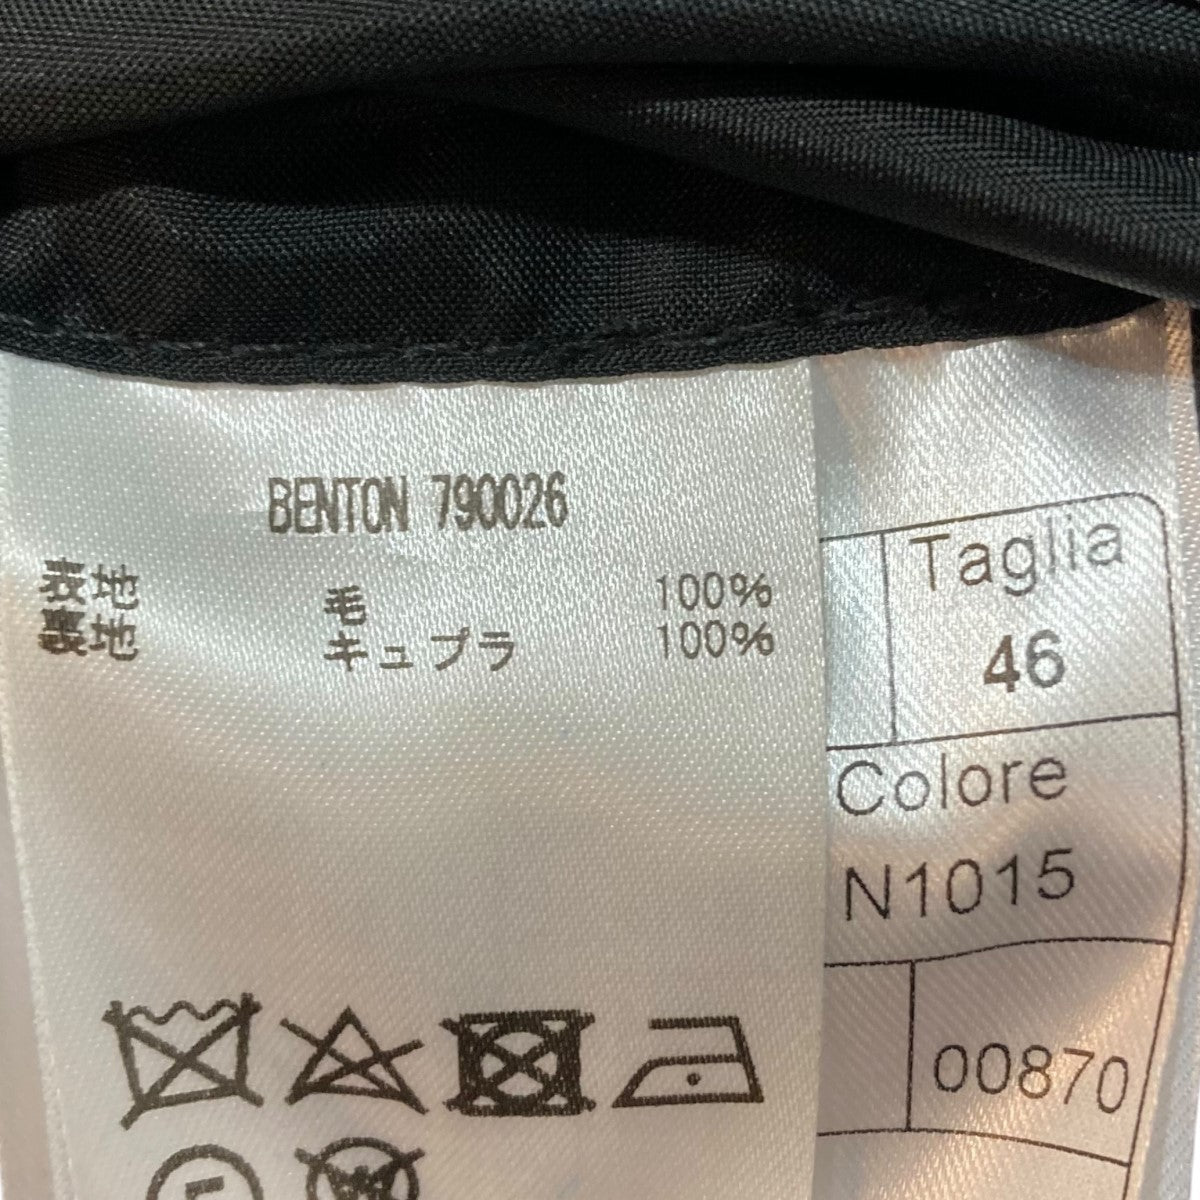 BENTON 790026
表地 毛 100%
裏地 キュプラ 100%
Taglia
46
Colore
N1015
00870